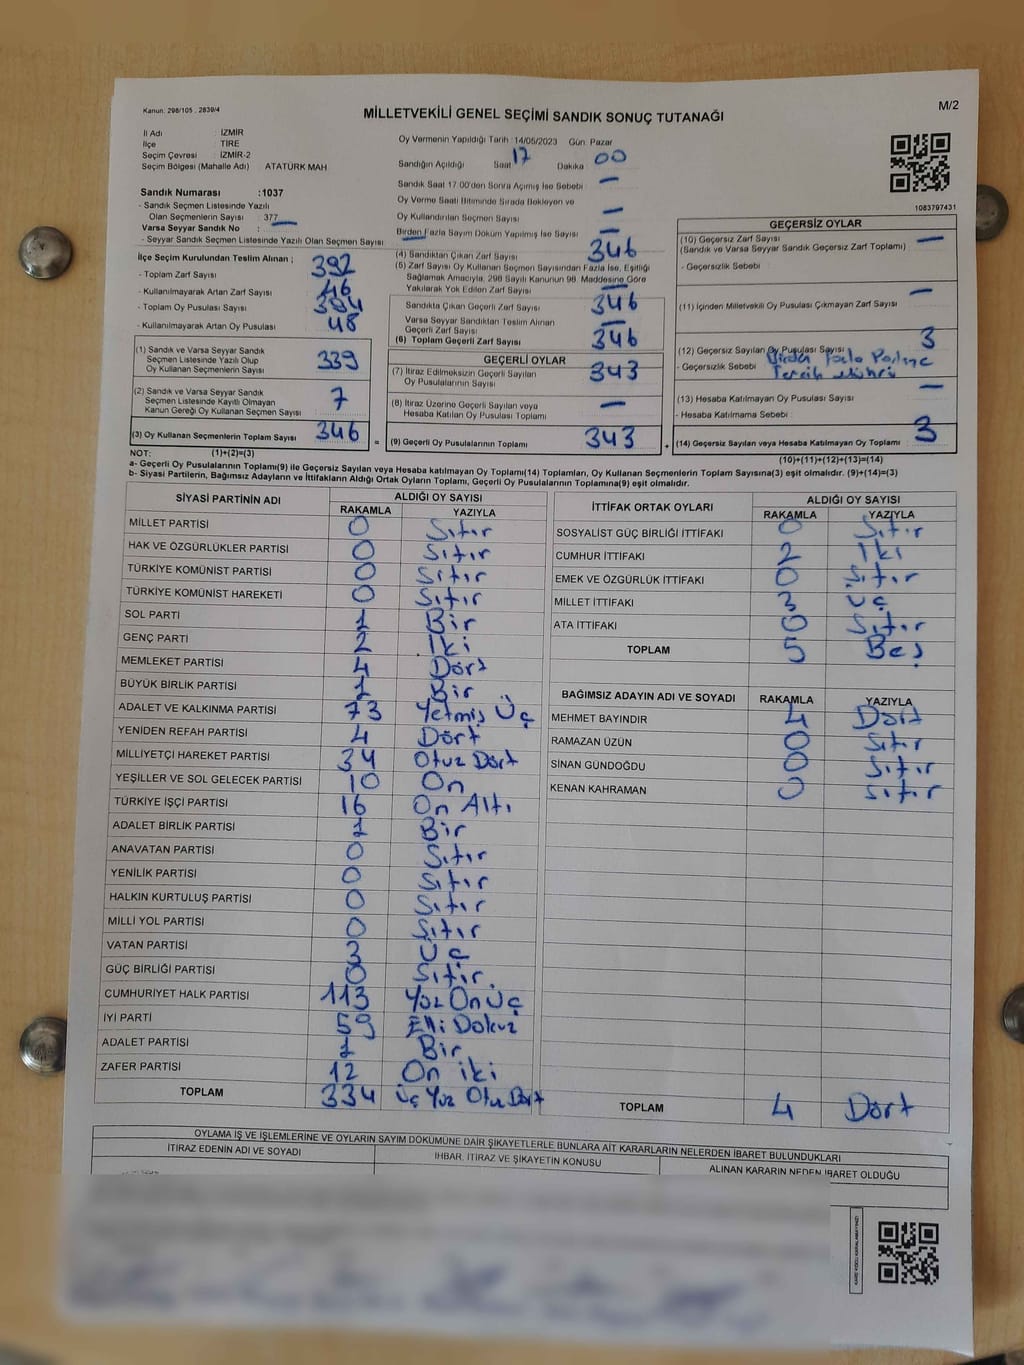 Kanun: 298/105 , 2839/4
MİLLETVEKİLİ GENEL SEÇİMİ SANDIK SONUÇ TUTANAĞI
M/2
İl Adı : İZMİR
İlçe : TİRE
Seçim Çevresi : İZMİR-2
Seçim Bölgesi (Mahalle Adı) : ATATÜRK MAH
Oy Vermenin Yapıldığı Tarih :14/05/2023 Gün: Pazar
Sandığın Açıldığı Saat 17 Dakika 00
Sandık Saat 17.00'den Sonra Açılmış İse Sebebi : —
Oy Verme Saati Bitiminde Sırada Bekleyen ve
Oy Kullandırılan Seçmen Sayısı : —
Birden Fazla Sayım Döküm Yapılmış İse Sayısı : —
1083797431
Sandık Numarası :1037
- Sandık Seçmen Listesinde Yazılı
Olan Seçmenlerin Sayısı : 377
Varsa Seyyar Sandık No : —
- Seyyar Sandık Seçmen Listesinde Yazılı Olan Seçmen Sayısı : —
İlçe Seçim Kurulundan Teslim Alınan ;
- Toplam Zarf Sayısı : 392
- Kullanılmayarak Artan Zarf Sayısı : 46
- Toplam Oy Pusulası Sayısı : 394
- Kullanılmayarak Artan Oy Pusulası : 48
(1) Sandık ve Varsa Seyyar Sandık
Seçmen Listesinde Yazılı Olup
Oy Kullanan Seçmenlerin Sayısı : 339
(2) Sandık ve Varsa Seyyar Sandık
Seçmen Listesinde Kayıtlı Olmayan
Kanun Gereği Oy Kullanan Seçmen Sayısı : 7
(3) Oy Kullanan Seçmenlerin Toplam Sayısı : 346
(4) Sandıktan Çıkan Zarf Sayısı : 346
(5) Zarf Sayısı Oy Kullanan Seçmen Sayısından Fazla İse, Eşitliği
Sağlamak Amacıyla, 298 Sayılı Kanunun 98. Maddesine Göre
Yakılarak Yok Edilen Zarf Sayısı : —
Sandıkta Çıkan Geçerli Zarf Sayısı : 346
Varsa Seyyar Sandıktan Teslim Alınan
Geçerli Zarf Sayısı : —
(6) Toplam Geçerli Zarf Sayısı : 346
GEÇERLİ OYLAR
(7) İtiraz Edilmeksizin Geçerli Sayılan
Oy Pusulalarının Sayısı : 343
(8) İtiraz Üzerine Geçerli Sayılan veya
Hesaba Katılan Oy Pusulası Toplamı : —
= (9) Geçerli Oy Pusulalarının Toplamı : 343
GEÇERSİZ OYLAR
(10) Geçersiz Zarf Sayısı : —
(Sandık ve Varsa Seyyar Sandık Geçersiz Zarf Toplamı)
- Geçersizlik Sebebi :
(11) İçinden Milletvekili Oy Pusulası Çıkmayan Zarf Sayısı : —
(12) Geçersiz Sayılan Oy Pusulası Sayısı : 3
- Geçersizlik Sebebi : Birden fazla Partiye
Tercih Mührü
(13) Hesaba Katılmayan Oy Pusulası Sayısı : —
- Hesaba Katılmama Sebebi :
+ (14) Geçersiz Sayılan veya Hesaba Katılmayan Oy Toplamı : 3
NOT: (1)+(2)=(3)
(10)+(11)+(12)+(13)=(14)
a- Geçerli Oy Pusulalarının Toplamı(9) ile Geçersiz Sayılan veya Hesaba katılmayan Oy Toplamı(14) Toplamları, Oy Kullanan Seçmenlerin Toplam Sayısına(3) eşit olmalıdır. (9)+(14)=(3)
b- Siyasi Partilerin, Bağımsız Adayların ve İttifakların Aldığı Ortak Oyların Toplamı, Geçerli Oy Pusulalarının Toplamına(9) eşit olmalıdır.
SİYASİ PARTİNİN ADI ALDIĞI OY SAYISI
RAKAMLA YAZIYLA
MİLLET PARTİSİ 0 Sıfır
HAK VE ÖZGÜRLÜKLER PARTİSİ 0 Sıfır
TÜRKİYE KOMÜNİST PARTİSİ 0 Sıfır
TÜRKİYE KOMÜNİST HAREKETİ 0 Sıfır
SOL PARTİ 1 Bir
GENÇ PARTİ 2 İki
MEMLEKET PARTİSİ 4 Dört
BÜYÜK BİRLİK PARTİSİ 1 Bir
ADALET VE KALKINMA PARTİSİ 73 Yetmiş Üç
YENİDEN REFAH PARTİSİ 4 Dört
MİLLİYETÇİ HAREKET PARTİSİ 34 Otuz Dört
YEŞİLLER VE SOL GELECEK PARTİSİ 10 On
TÜRKİYE İŞÇİ PARTİSİ 16 On Altı
ADALET BİRLİK PARTİSİ 1 Bir
ANAVATAN PARTİSİ 0 Sıfır
YENİLİK PARTİSİ 0 Sıfır
HALKIN KURTULUŞ PARTİSİ 0 Sıfır
MİLLİ YOL PARTİSİ 0 Sıfır
VATAN PARTİSİ 3 Üç
GÜÇ BİRLİĞİ PARTİSİ 0 Sıfır
CUMHURİYET HALK PARTİSİ 113 Yüz On Üç
İYİ PARTİ 59 Elli Dokuz
ADALET PARTİSİ 1 Bir
ZAFER PARTİSİ 12 On iki
TOPLAM 334 Üç Yüz Otuz Dört
İTTİFAK ORTAK OYLARI ALDIĞI OY SAYISI
RAKAMLA YAZIYLA
SOSYALİST GÜÇ BİRLİĞİ İTTİFAKI 0 Sıfır
CUMHUR İTTİFAKI 2 İki
EMEK VE ÖZGÜRLÜK İTTİFAKI 0 Sıfır
MİLLET İTTİFAKI 3 Üç
ATA İTTİFAKI 0 Sıfır
TOPLAM 5 Beş
BAĞIMSIZ ADAYIN ADI VE SOYADI RAKAMLA YAZIYLA
MEHMET BAYINDIR 4 Dört
RAMAZAN ÜZÜN 0 Sıfır
SİNAN GÜNDOĞDU 0 Sıfır
KENAN KAHRAMAN 0 Sıfır
TOPLAM 4 Dört
OYLAMA İŞ VE İŞLEMLERİNE VE OYLARIN SAYIM DÖKÜMÜNE DAİR ŞİKAYETLERLE BUNLARA AİT KARARLARIN NELERDEN İBARET BULUNDUKLARI
İTİRAZ EDENİN ADI VE SOYADI İHBAR, İTİRAZ VE ŞİKAYETİN KONUSU ALINAN KARARIN NEDEN İBARET OLDUĞU